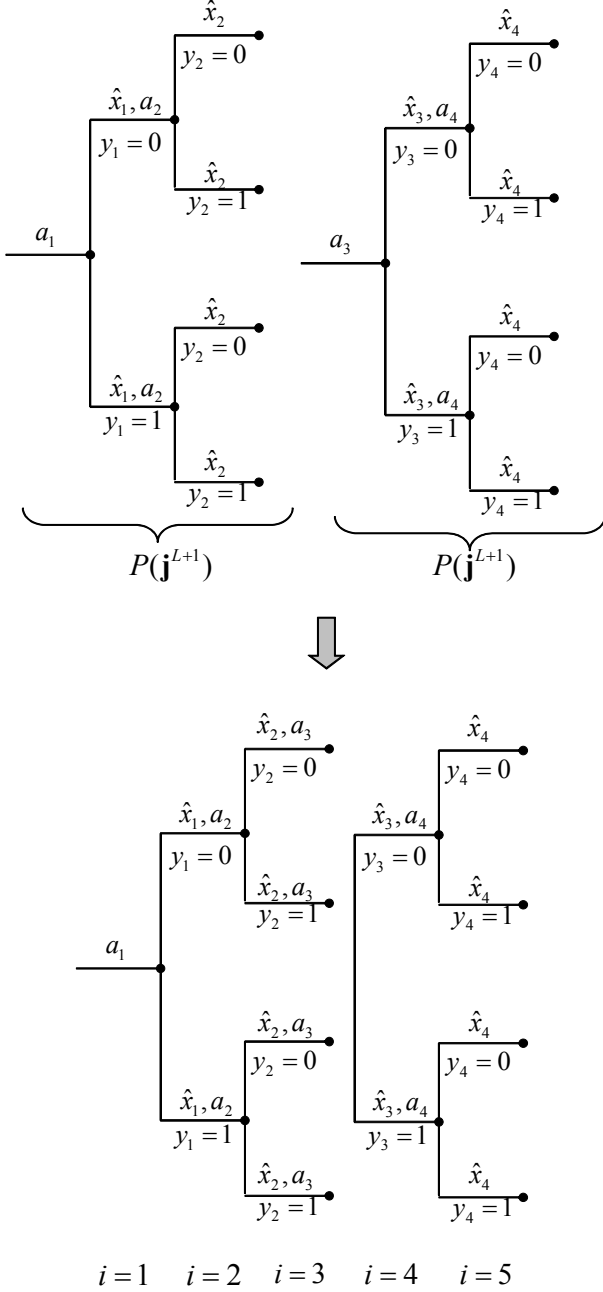 x̂₂ x̂₄
y₂ = 0 y₄ = 0
x̂₁, a₂ x̂₃, a₄
y₁ = 0 y₃ = 0
x̂₂ x̂₄
y₂ = 1 y₄ = 1
a₁ a₃
x̂₂ x̂₄
y₂ = 0 y₄ = 0
x̂₁, a₂ x̂₃, a₄
y₁ = 1 y₃ = 1
x̂₂ x̂₄
y₂ = 1 y₄ = 1
P(j^{L+1}) P(j^{L+1})
x̂₂, a₃ x̂₄
y₂ = 0 y₄ = 0
x̂₁, a₂ x̂₃, a₄
y₁ = 0 y₃ = 0
x̂₂, a₃ x̂₄
y₂ = 1 y₄ = 1
a₁
x̂₂, a₃ x̂₄
y₂ = 0 y₄ = 0
x̂₁, a₂ x̂₃, a₄
y₁ = 1 y₃ = 1
x̂₂, a₃ x̂₄
y₂ = 1 y₄ = 1
i = 1 i = 2 i = 3 i = 4 i = 5